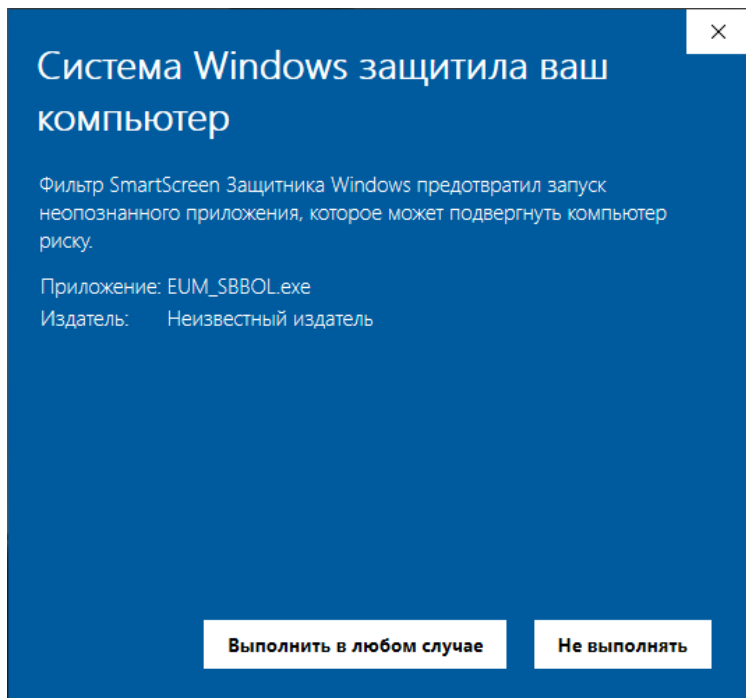 Система Windows защитила ваш
компьютер
Фильтр SmartScreen Защитника Windows предотвратил запуск
неопознанного приложения, которое может подвергнуть компьютер
риску.
Приложение: EUM_SBBOL.exe
Издатель: Неизвестный издатель
Выполнить в любом случае Не выполнять